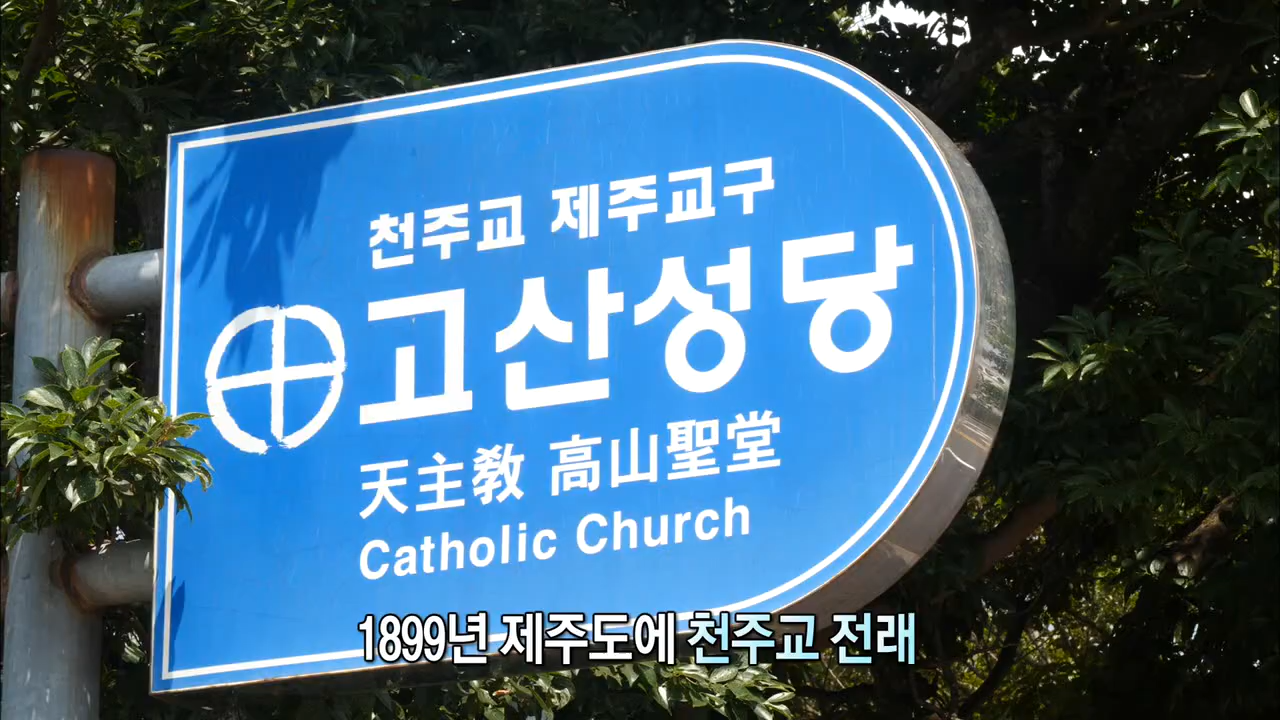 천주교 제주교구
고산성당
天主敎 高山聖堂
Catholic Church
1899년 제주도에 천주교 전래